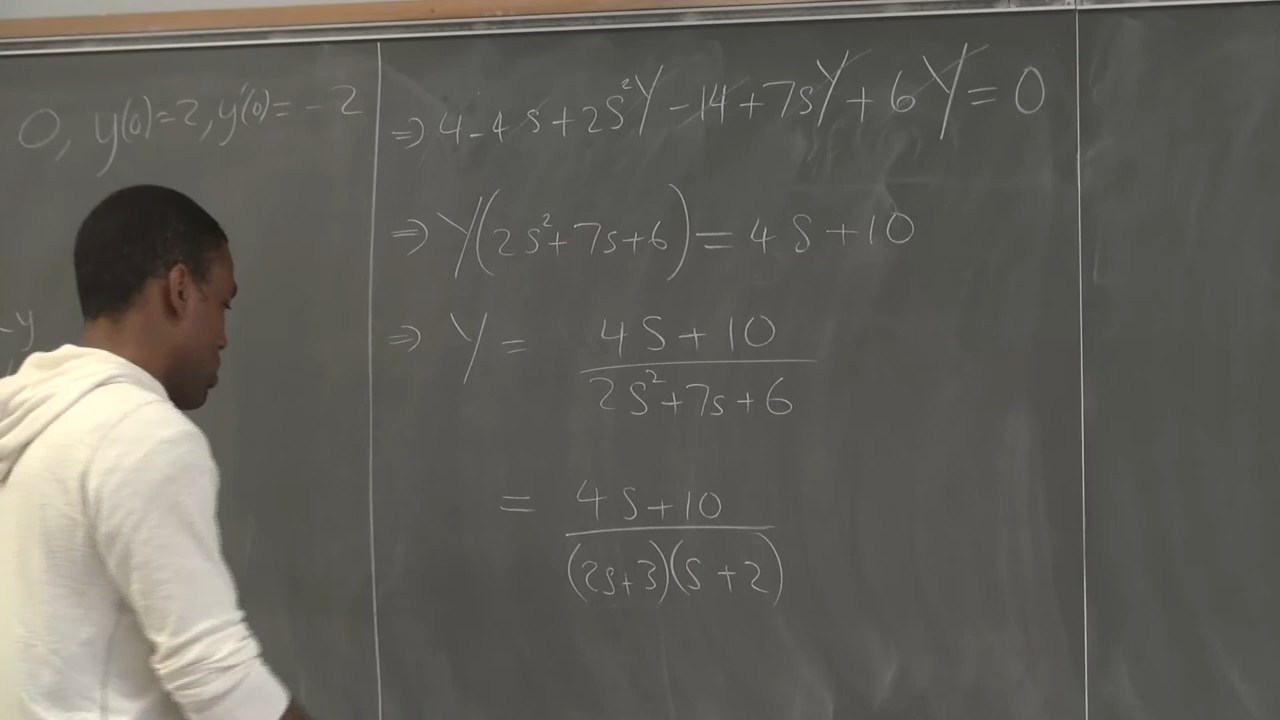 0, y(0)=2, y'(0)= -2
y
⇒ 4-4s+2s²Y-14+7sY+6Y=0
⇒ Y(2s²+7s+6)=4s+10
⇒ Y = (4s+10)/(2s²+7s+6)
= (4s+10)/((2s+3)(s+2))